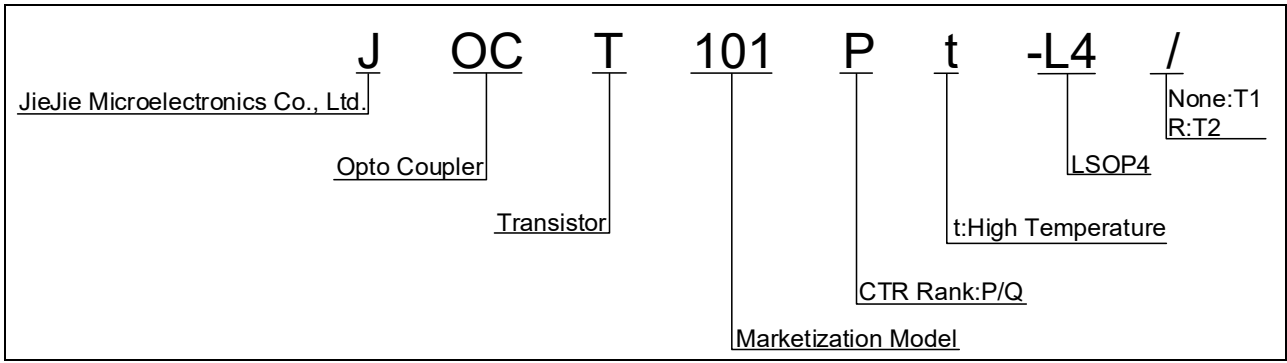 J OC T 101 P t -L4 /
JieJie Microelectronics Co., Ltd.
None:T1
R:T2
Opto Coupler
LSOP4
Transistor
t:High Temperature
CTR Rank:P/Q
Marketization Model